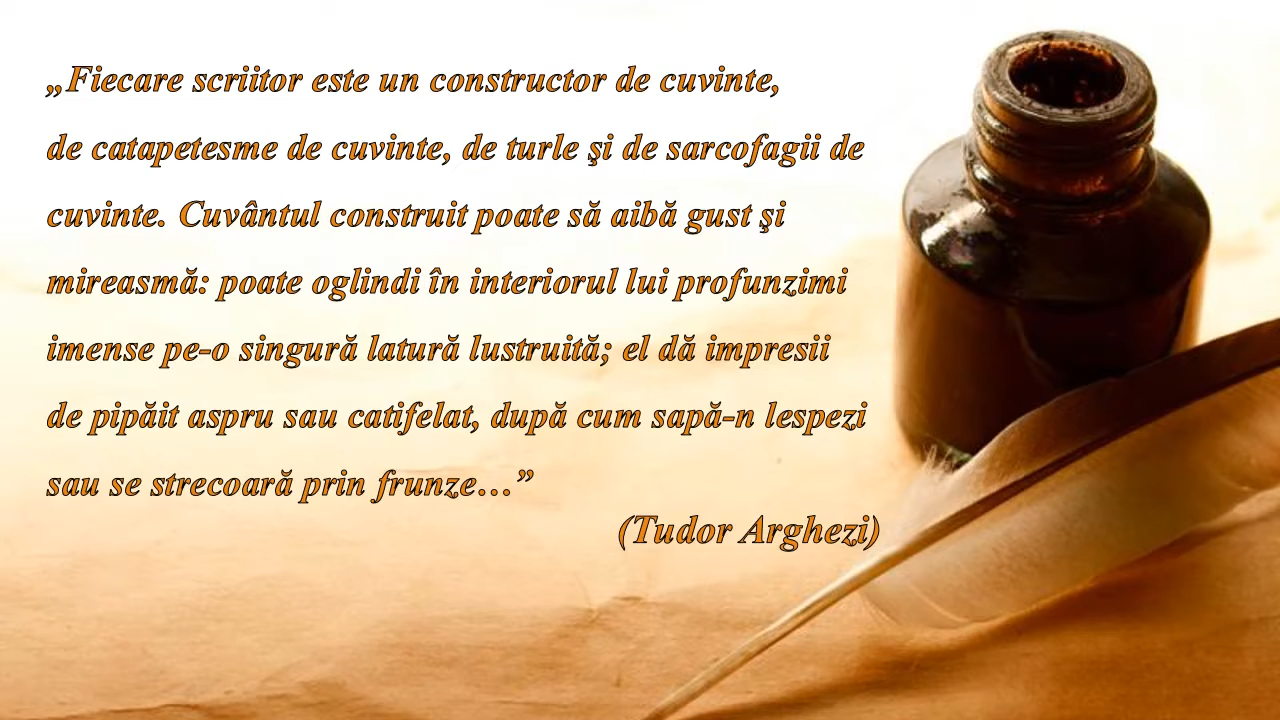 „Fiecare scriitor este un constructor de cuvinte,
de catapetesme de cuvinte, de turle şi de sarcofagii de
cuvinte. Cuvântul construit poate să aibă gust şi
mireasmă: poate oglindi în interiorul lui profunzimi
imense pe-o singură latură lustruită; el dă impresii
de pipăit aspru sau catifelat, după cum sapă-n lespezi
sau se strecoară prin frunze…”
(Tudor Arghezi)